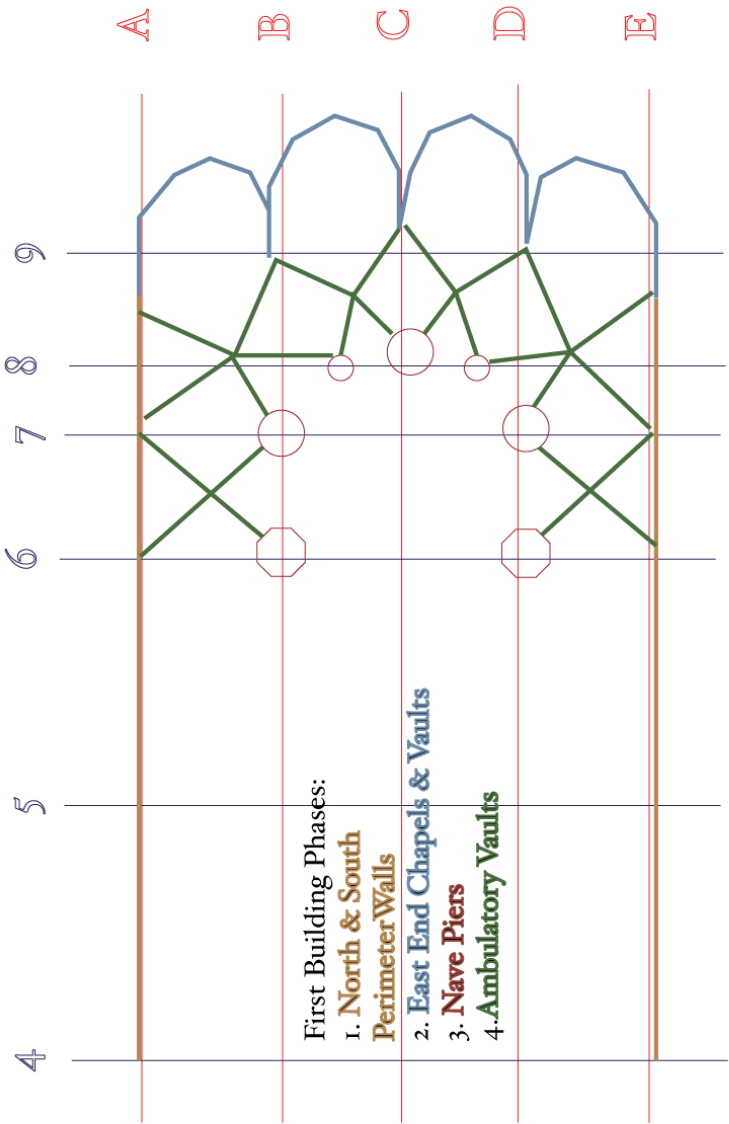 A
B
C
D
E
9
8
7
6
5
4
First Building Phases:
1. North & South
Perimeter Walls
2. East End Chapels & Vaults
3. Nave Piers
4. Ambulatory Vaults